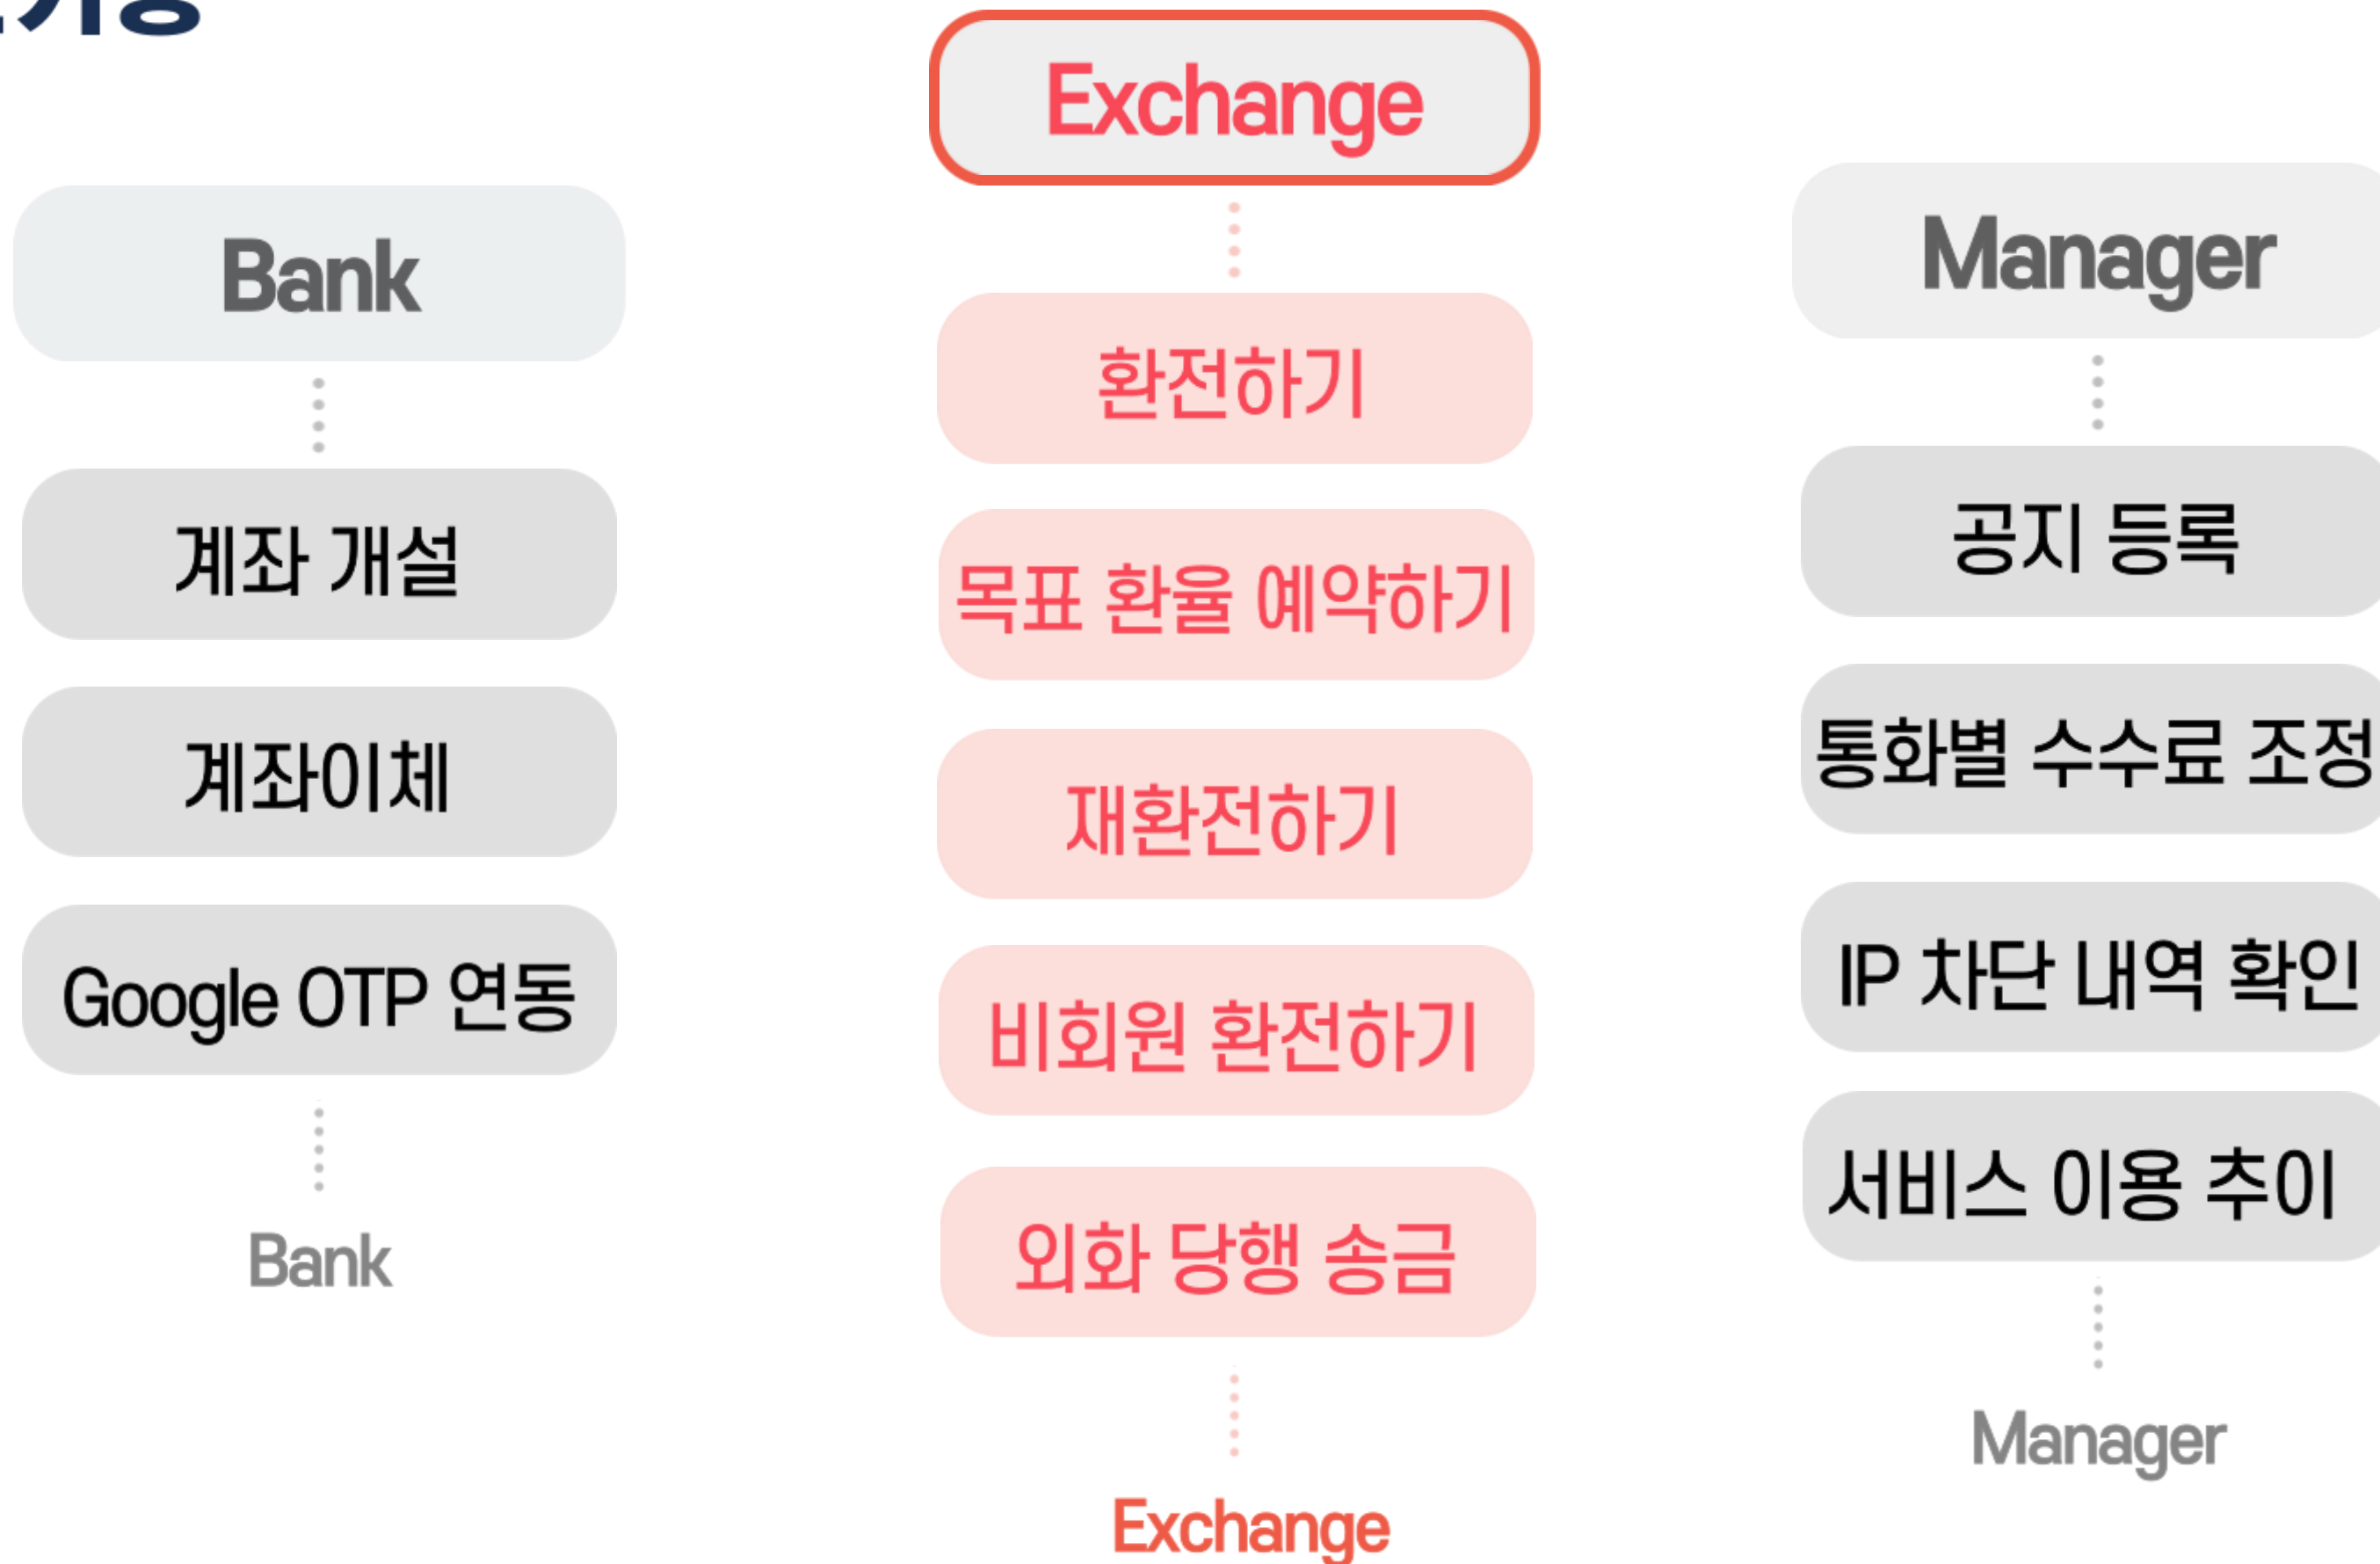 Bank
계좌 개설
계좌이체
Google OTP 연동
Bank
Exchange
환전하기
목표 환율 예약하기
재환전하기
비회원 환전하기
외화 당행 송금
Exchange
Manager
공지 등록
통화별 수수료 조정
IP 차단 내역 확인
서비스 이용 추이
Manager